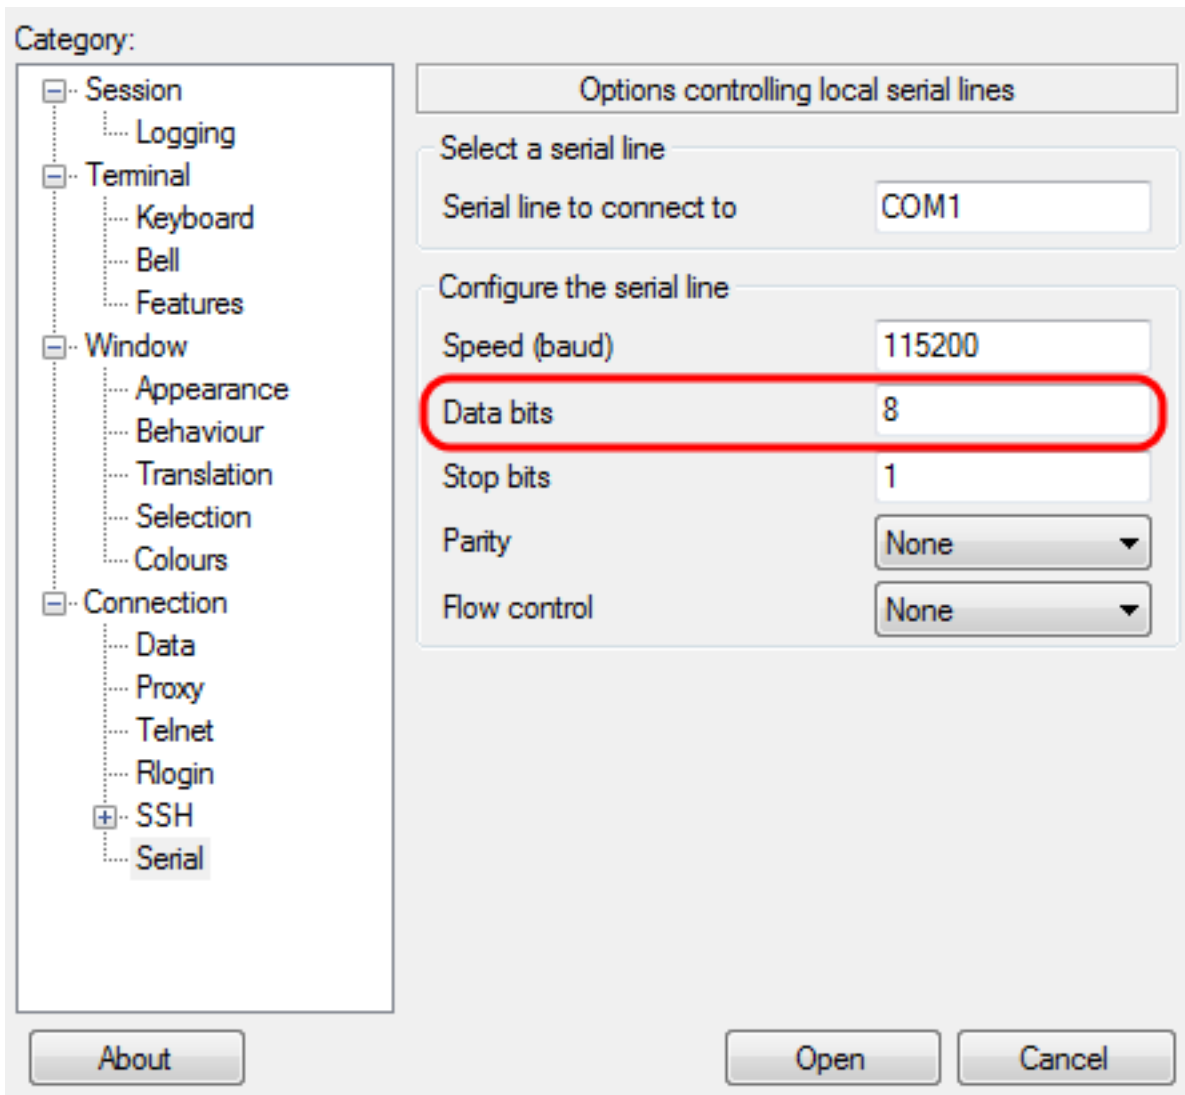 Category:
Session
Logging
Terminal
Keyboard
Bell
Features
Window
Appearance
Behaviour
Translation
Selection
Colours
Connection
Data
Proxy
Telnet
Rlogin
SSH
Serial
Options controlling local serial lines
Select a serial line
Serial line to connect to COM1
Configure the serial line
Speed (baud) 115200
Data bits 8
Stop bits 1
Parity None
Flow control None
About Open Cancel